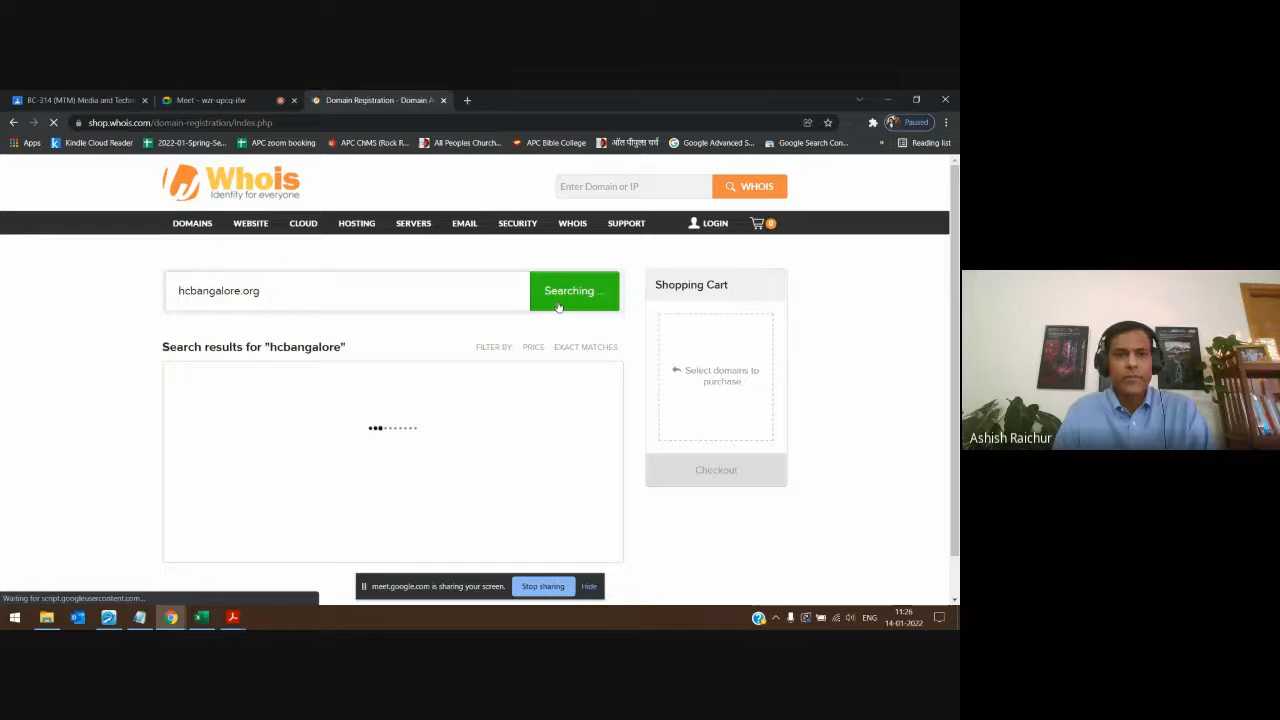 BC-314 (MTM) Media and Techn
Meet – wzr-upcq-ifw
Domain Registration - Domain A
shop.whois.com/domain-registration/index.php
Paused
Apps
Kindle Cloud Reader
2022-01-Spring-Se...
APC zoom booking
APC ChMS (Rock R...
All Peoples Church...
APC Bible College
ऑल पीपुल्स चर्च
Google Advanced S...
Google Search Con...
»
Reading list
Whois
Identity for everyone
Enter Domain or IP
WHOIS
DOMAINS
WEBSITE
CLOUD
HOSTING
SERVERS
EMAIL
SECURITY
WHOIS
SUPPORT
LOGIN
0
hcbangalore.org
Searching ...
Shopping Cart
Search results for "hcbangalore"
FILTER BY:
PRICE
EXACT MATCHES
Select domains to
purchase
Checkout
Ashish Raichur
meet.google.com is sharing your screen.
Stop sharing
Hide
Waiting for script.googleusercontent.com...
ENG
11:26
14-01-2022